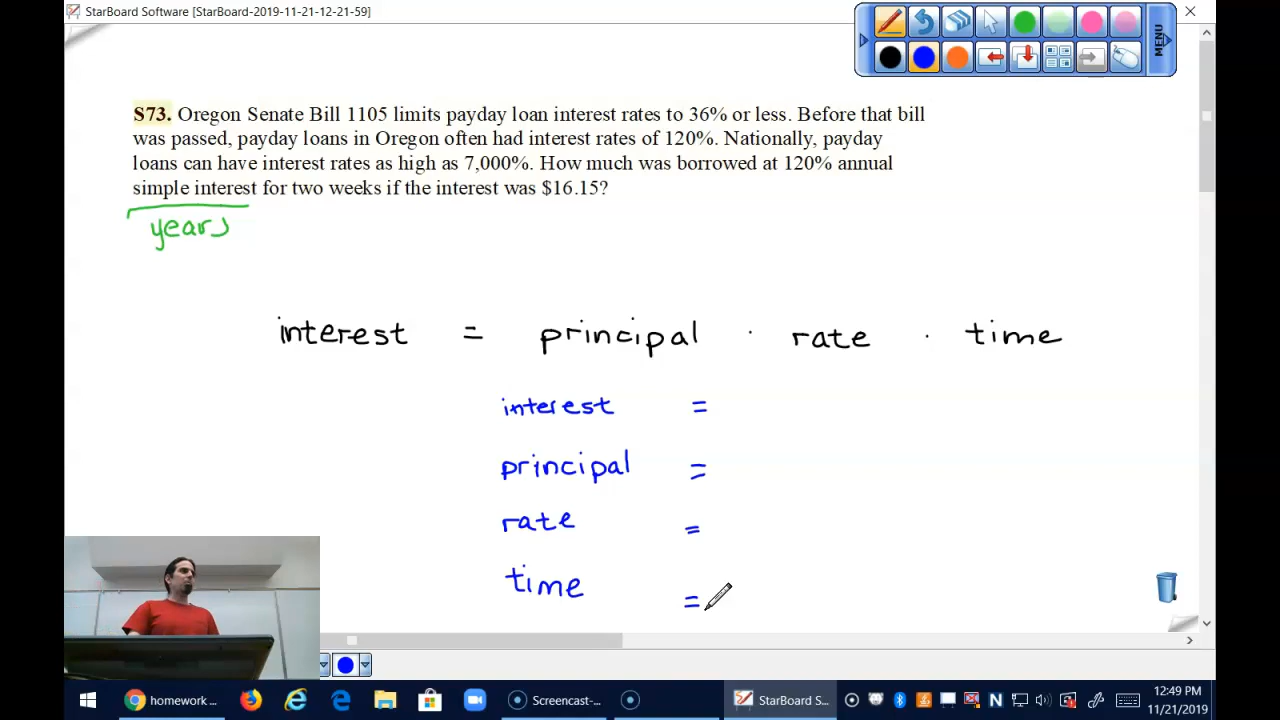 StarBoard Software [StarBoard-2019-11-21-12-21-59]
MENU
S73. Oregon Senate Bill 1105 limits payday loan interest rates to 36% or less. Before that bill
was passed, payday loans in Oregon often had interest rates of 120%. Nationally, payday
loans can have interest rates as high as 7,000%. How much was borrowed at 120% annual
simple interest for two weeks if the interest was $16.15?
years
interest = principal · rate · time
interest =
principal =
rate =
time =
homework ...
Screencast-...
StarBoard S...
12:49 PM
11/21/2019